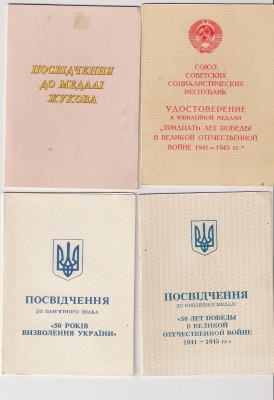 ПОСВІДЧЕННЯ
ДО МЕДАЛІ
ЖУКОВА
СОЮЗ
СОВЕТСКИХ
СОЦИАЛИСТИЧЕСКИХ
РЕСПУБЛИК
УДОСТОВЕРЕНИЕ
К ЮБИЛЕЙНОЙ МЕДАЛИ
„ТРИДЦАТЬ ЛЕТ ПОБЕДЫ
В ВЕЛИКОЙ ОТЕЧЕСТВЕННОЙ
ВОЙНЕ 1941—1945 гг.“
ПОСВІДЧЕННЯ
ДО ПАМ'ЯТНОГО ЗНАКА
«50 РОКІВ
ВИЗВОЛЕННЯ УКРАЇНИ»
ПОСВІДЧЕННЯ
ДО ЮВІЛЕЙНОЇ МЕДАЛІ
«50 ЛЕТ ПОБЕДЫ
В ВЕЛИКОЙ
ОТЕЧЕСТВЕННОЙ ВОЙНЕ
1941 - 1945 гг.»